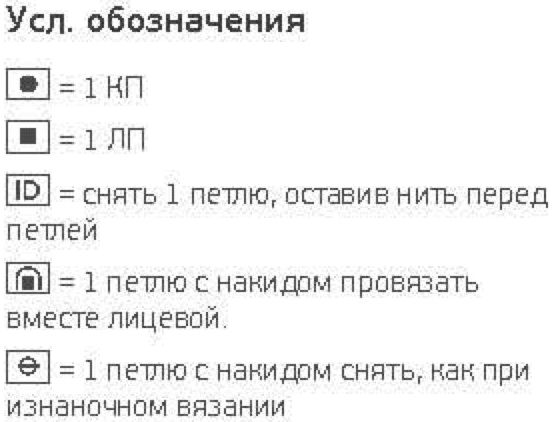 Усл. обозначения
● = 1 КП
■ = 1 ЛП
ID = снять 1 петлю, оставив нить перед
петлей
= 1 петлю с накидом провязать
вместе лицевой.
= 1 петлю с накидом снять, как при
изнаночном вязании